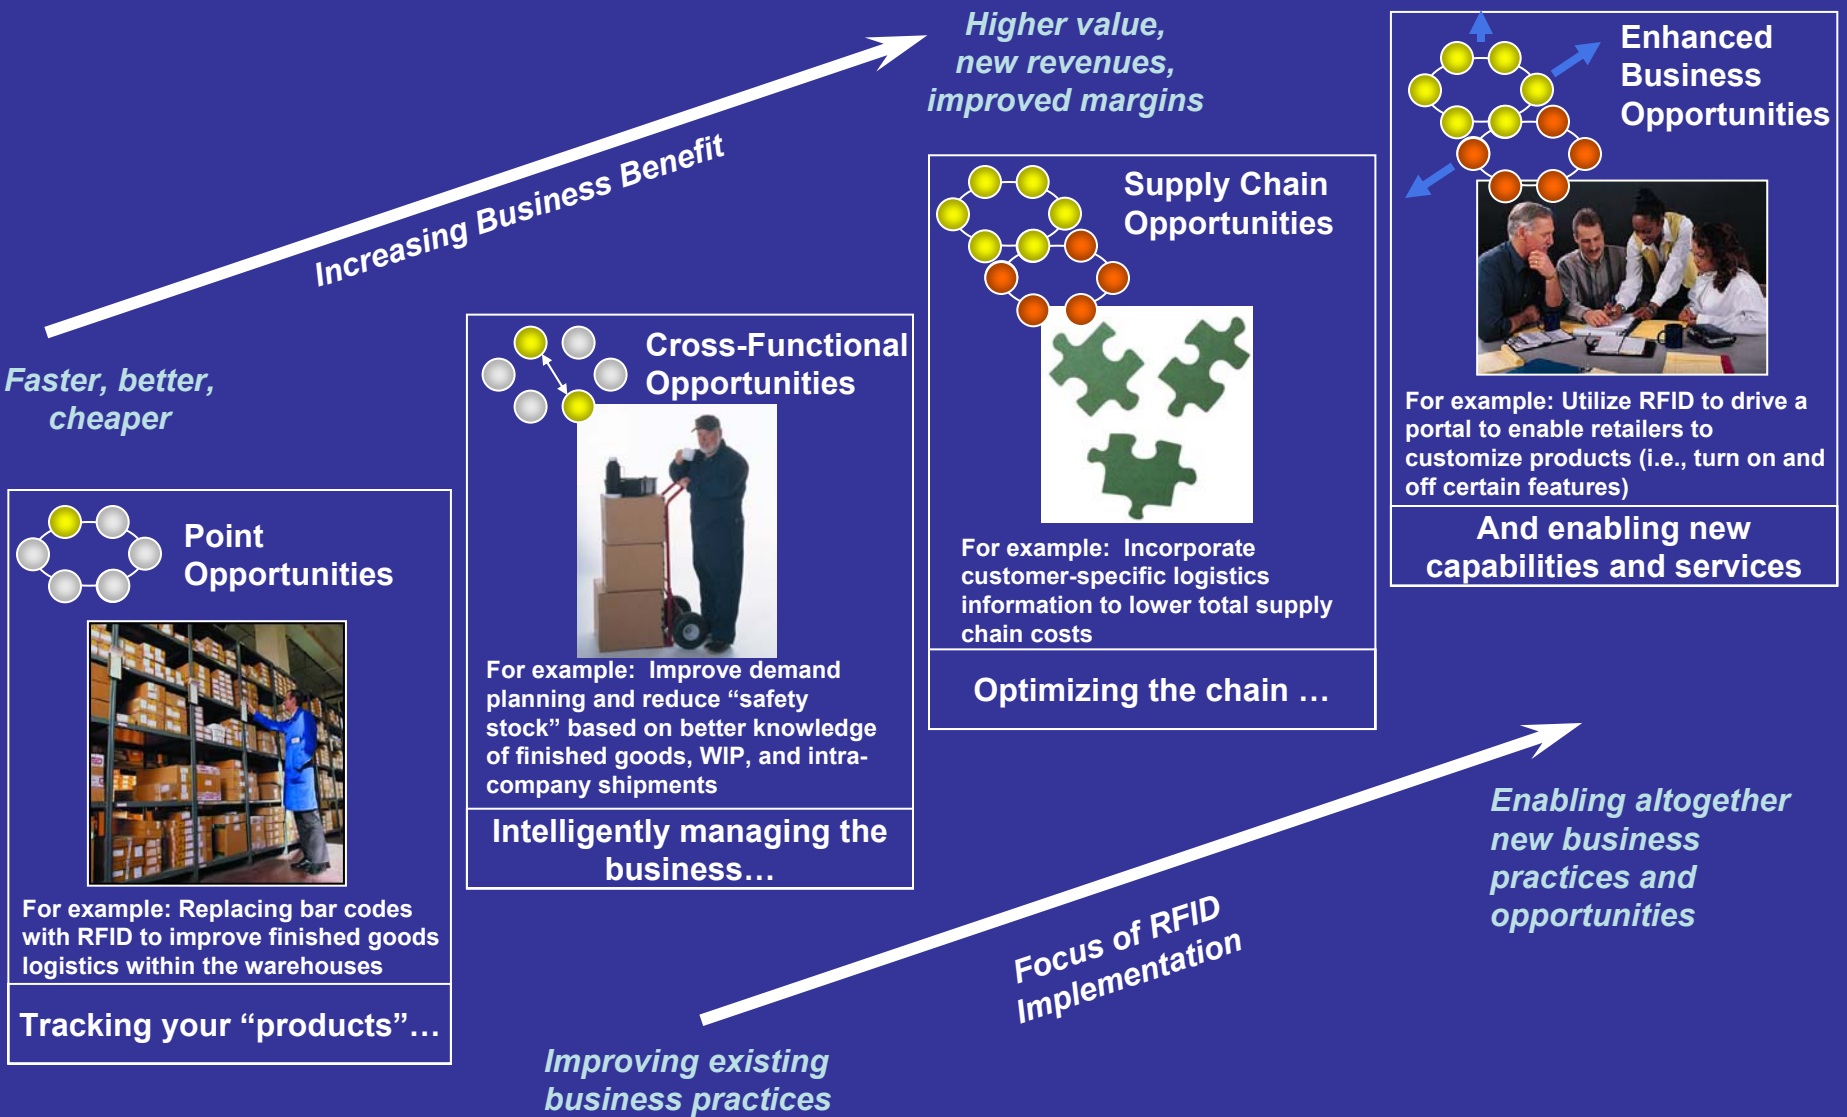 Higher value,
new revenues,
improved margins
Increasing Business Benefit
Faster, better,
cheaper
Point
Opportunities
For example: Replacing bar codes
with RFID to improve finished goods
logistics within the warehouses
Tracking your “products”…
Cross-Functional
Opportunities
For example:  Improve demand
planning and reduce “safety
stock” based on better knowledge
of finished goods, WIP, and intra-
company shipments
Intelligently managing the
business…
Supply Chain
Opportunities
For example:  Incorporate
customer-specific logistics
information to lower total supply
chain costs
Optimizing the chain …
Enhanced
Business
Opportunities
For example: Utilize RFID to drive a
portal to enable retailers to
customize products (i.e., turn on and
off certain features)
And enabling new
capabilities and services
Focus of RFID
Implementation
Improving existing
business practices
Enabling altogether
new business
practices and
opportunities